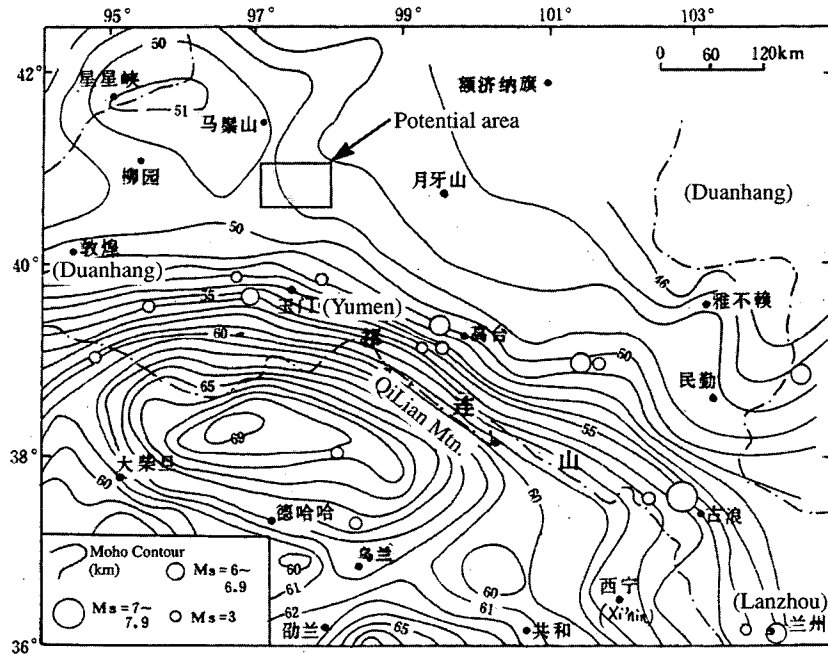 95° 97° 99° 101° 103°
42°
50
星星峡
51
马鬃山
柳园
额济纳旗
0 60 120km
Potential area
月牙山
(Duanhang)
50
敦煌
40°
(Duanhang)
46
雅不赖
55
玉门 (Yumen)
祁
高台
60
50
民勤
65
连
QiLian Mtn.
55
69
山
38°
大柴旦
60
60
古浪
德哈哈
乌兰
Moho Contour
(km)
Ms=6~
6.9
Ms=7~
7.9
Ms=3
60
61
62
60
61
西宁
(Xi'nin)
(Lanzhou)
兰州
65
共和
36°